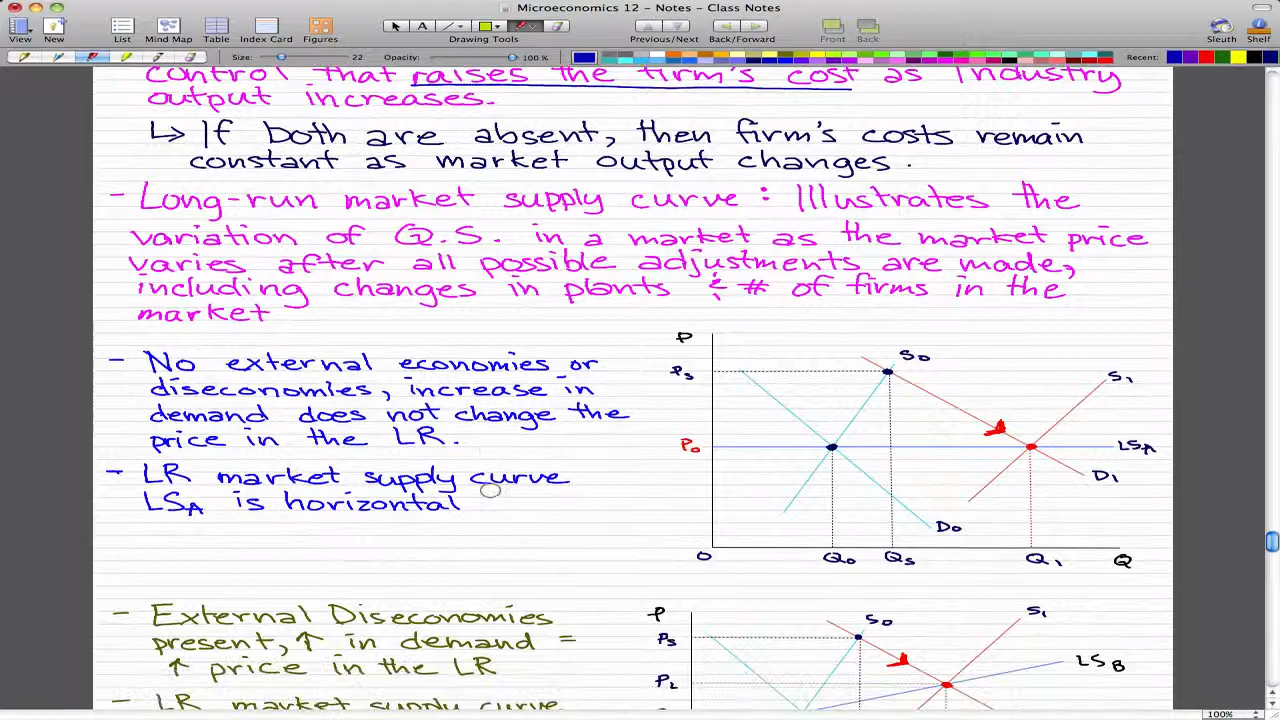 Microeconomics 12 - Notes - Class Notes
View New List Mind Map Table Index Card Figures Drawing Tools Previous/Next Back/Forward Front Back Sleuth Shelf
Size: 22 Opacity: 100 % Recent:
control that raises the firm's cost as Industry
output increases.
↳ If both are absent, then firm's costs remain
constant as market output changes.
- Long-run market supply curve : Illustrates the
variation of Q.S. in a market as the market price
varies after all possible adjustments are made,
including changes in plants & # of firms in the
market
- No external economies or
diseconomies, increase in
demand does not change the
price in the LR.
- LR market supply curve
LSA is horizontal
P
Ps
P0
S0
S1
LSA
D1
D0
0 Q0 Qs Q1 Q
- External Diseconomies
present, ↑ in demand =
↑ price in the LR
- LR market supply curve
P
Ps
P2
S0
S1
LSB
100%